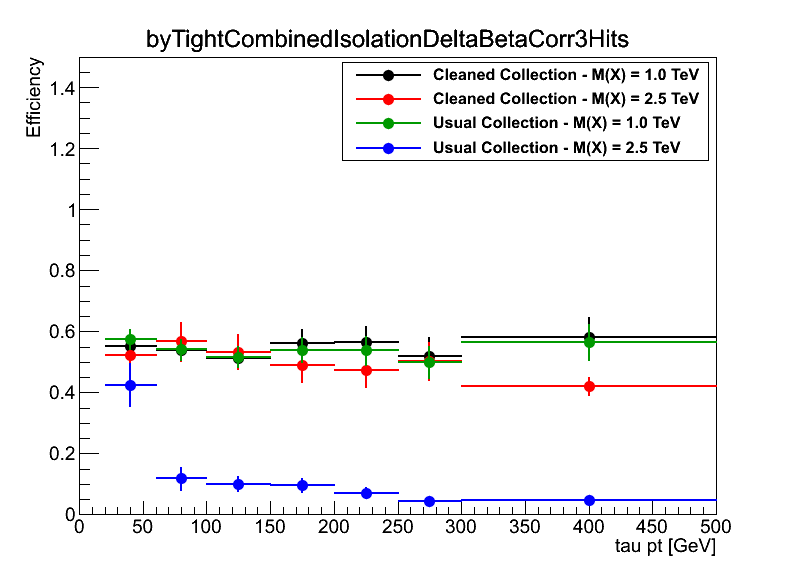 byTightCombinedIsolationDeltaBetaCorr3Hits
Efficiency
Cleaned Collection - M(X) = 1.0 TeV
Cleaned Collection - M(X) = 2.5 TeV
Usual Collection - M(X) = 1.0 TeV
Usual Collection - M(X) = 2.5 TeV
1.4
1.2
1
0.8
0.6
0.4
0.2
0
0 50 100 150 200 250 300 350 400 450 500
tau pt [GeV]